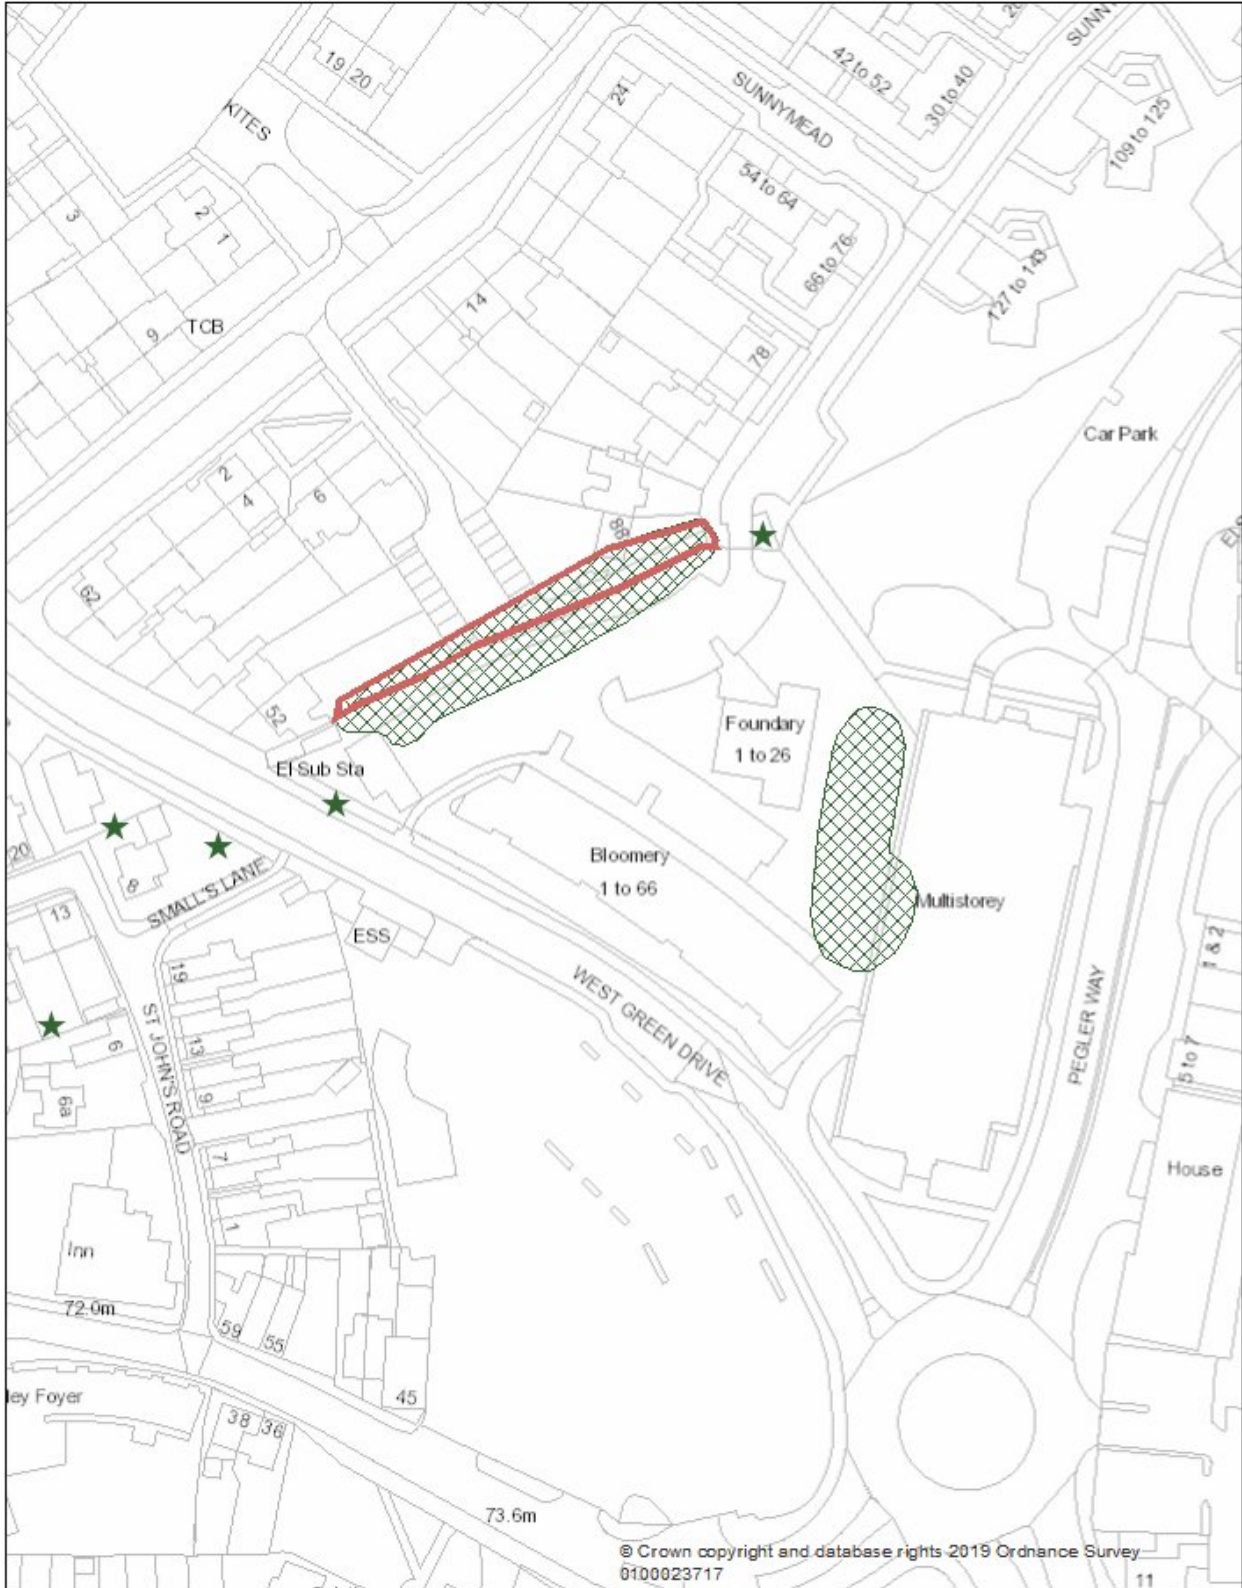 SUNNY
19 20
KITES
24
SUNNYMEAD
42 to 52
30 to 40
109 to 125
54 to 64
66 to 76
127 to 143
3
2
1
9
TCB
14
78
Car Park
2
4
6
88
62
52
El Sub Sta
Foundary
1 to 26
Bloomery
1 to 66
Multistorey
20
8
SMALL'S LANE
13
ESS
19
WEST GREEN DRIVE
PEGLER WAY
1 & 2
5 to 7
ST JOHN'S ROAD
6
6a
13
9
7
1
House
Inn
72.0m
59
55
ley Foyer
45
38
36
73.6m
© Crown copyright and database rights 2019 Ordnance Survey
0100023717
11